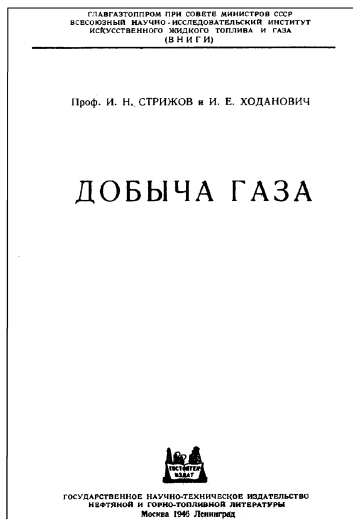 ГЛАВГАЗТОППРОМ ПРИ СОВЕТЕ МИНИСТРОВ СССР
ВСЕСОЮЗНЫЙ НАУЧНО-ИССЛЕДОВАТЕЛЬСКИЙ ИНСТИТУТ
ИСКУССТВЕННОГО ЖИДКОГО ТОПЛИВА И ГАЗА
(ВНИГИ)
Проф. И. Н. СТРИЖОВ и И. Е. ХОДАНОВИЧ
ДОБЫЧА ГАЗА
ГОСТОПТЕХ-
ИЗДАТ
ГОСУДАРСТВЕННОЕ НАУЧНО-ТЕХНИЧЕСКОЕ ИЗДАТЕЛЬСТВО
НЕФТЯНОЙ И ГОРНО-ТОПЛИВНОЙ ЛИТЕРАТУРЫ
Москва 1946 Ленинград